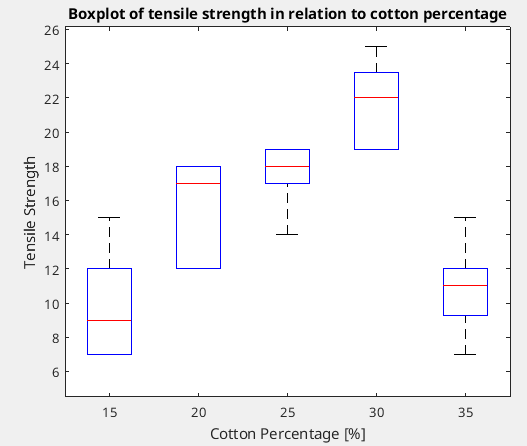 Boxplot of tensile strength in relation to cotton percentage
26
24
22
20
18
16
14
12
10
8
6
Tensile Strength
15 20 25 30 35
Cotton Percentage [%]